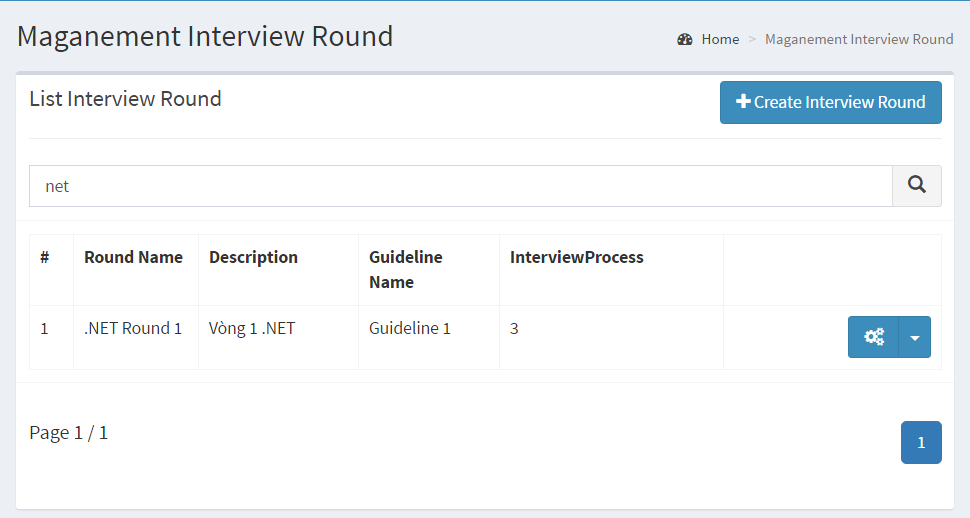 Maganement Interview Round
Home > Maganement Interview Round
List Interview Round
Create Interview Round
net
# Round Name Description Guideline Name InterviewProcess
1 .NET Round 1 Vòng 1 .NET Guideline 1 3
Page 1 / 1
1